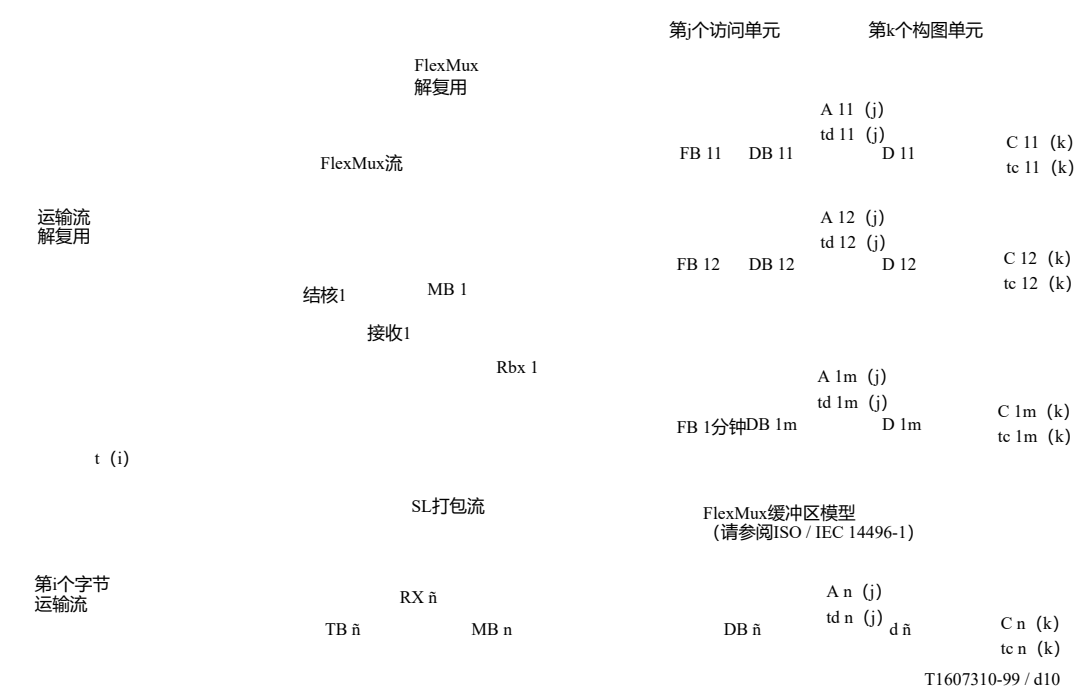 第j个访问单元 第k个构图单元
FlexMux
解复用
A 11（j）
td 11（j）
FB 11 DB 11 D 11
C 11（k）
tc 11（k）
FlexMux流
运输流
解复用
A 12（j）
td 12（j）
FB 12 DB 12 D 12
C 12（k）
tc 12（k）
结核1 MB 1
接收1
Rbx 1
A 1m（j）
td 1m（j）
FB 1分钟DB 1m D 1m
C 1m（k）
tc 1m（k）
t（i）
SL打包流
FlexMux缓冲区模型
（请参阅ISO / IEC 14496-1）
第i个字节
运输流
RX ñ
TB ñ MB n
A n（j）
td n（j）
DB ñ d ñ
C n（k）
tc n（k）
T1607310-99 / d10